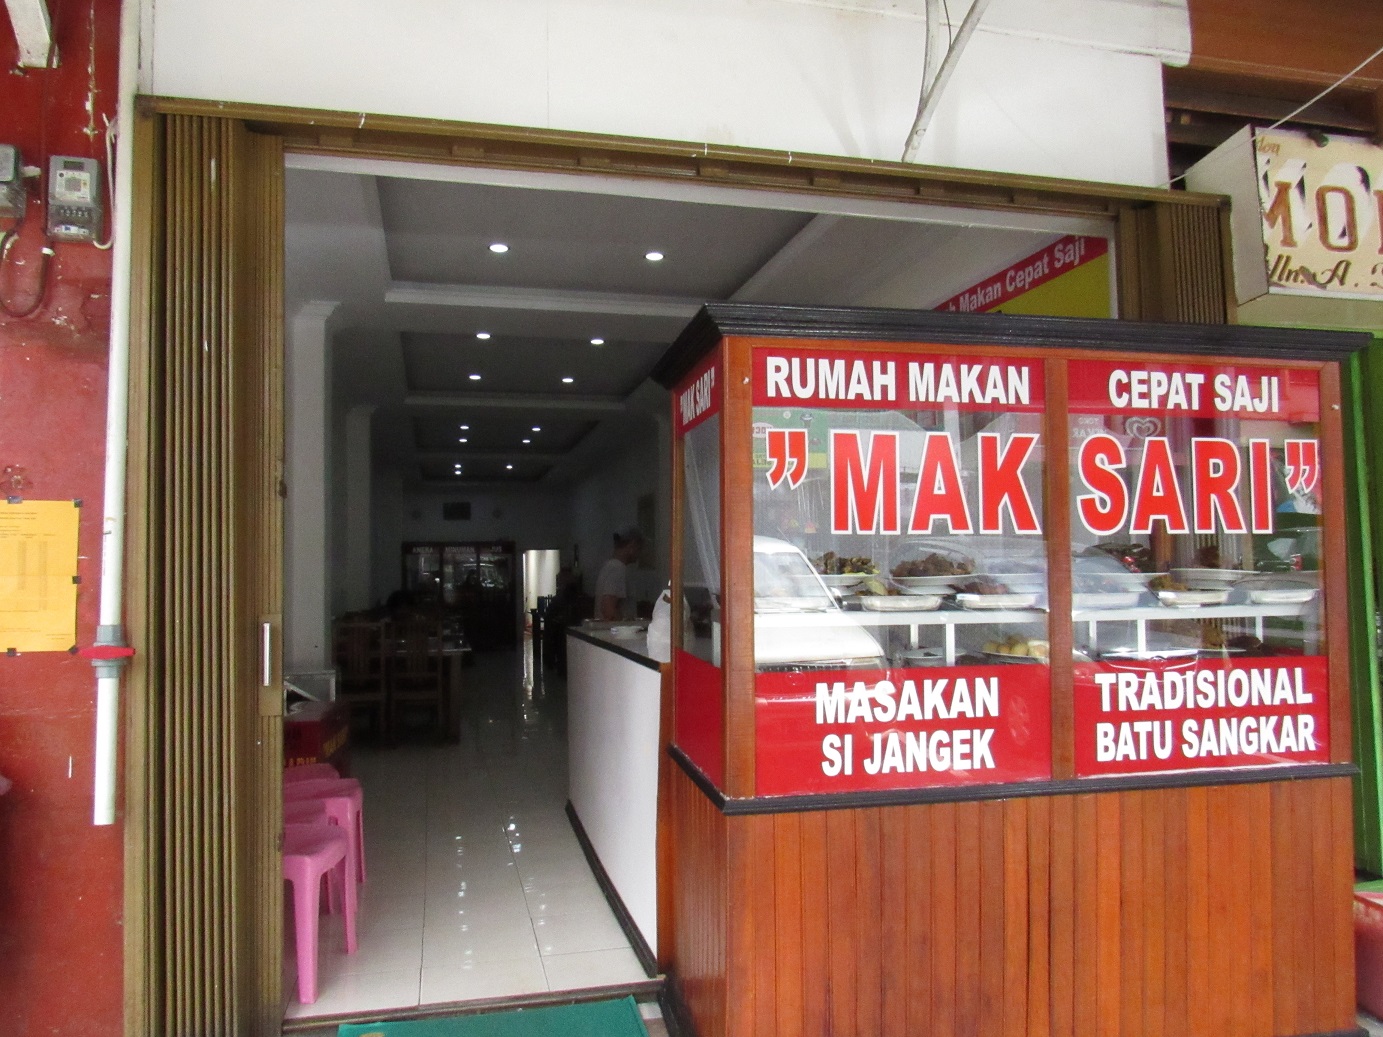 Makan Cepat Saji
"MAK SARI"
RUMAH MAKAN CEPAT SAJI
"MAK SARI"
MASAKAN
SI JANGEK
TRADISIONAL
BATU SANGKAR